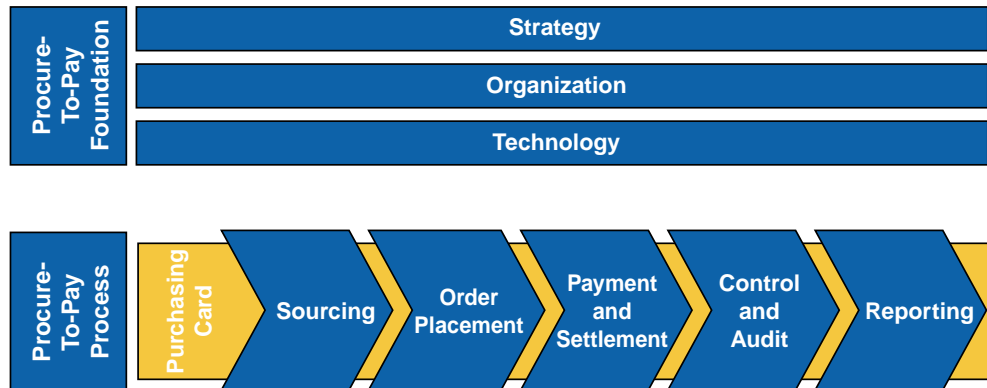 Procure-
To-Pay
Foundation
Strategy
Organization
Technology
Procure-
To-Pay
Process
Purchasing
Card
Sourcing
Order
Placement
Payment
and
Settlement
Control
and
Audit
Reporting